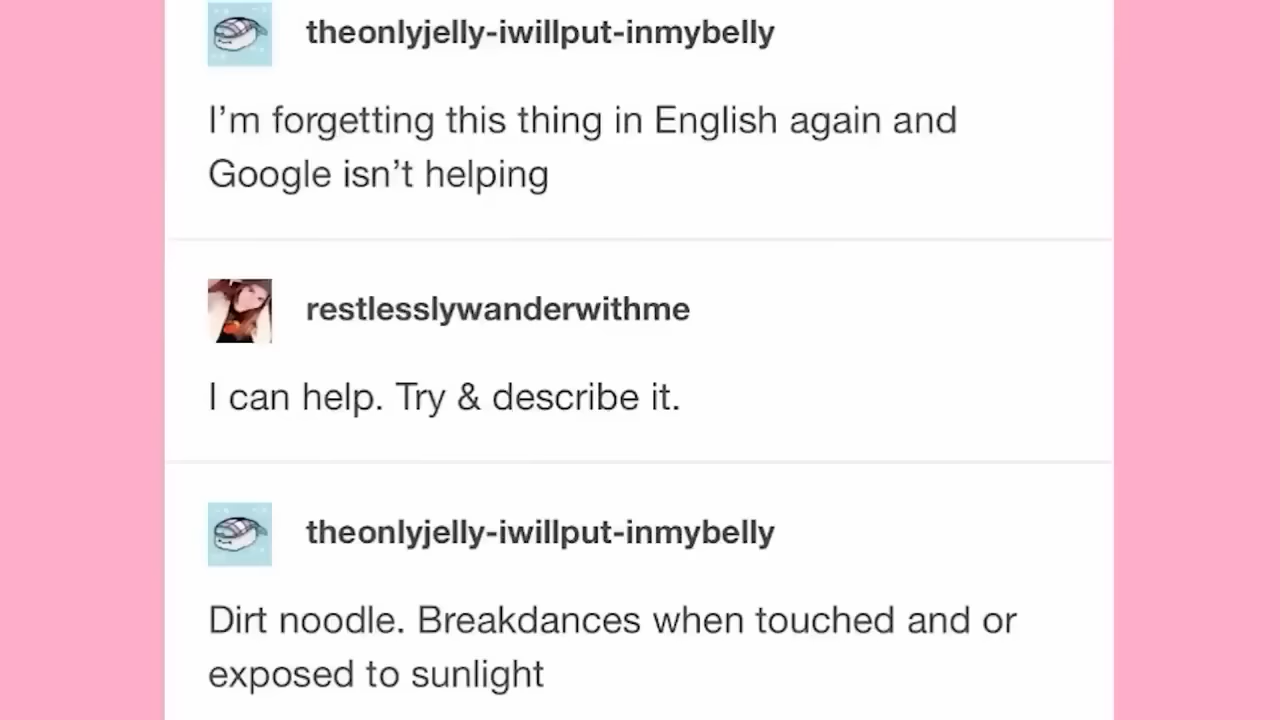 theonlyjelly-iwillput-inmybelly
I’m forgetting this thing in English again and
Google isn’t helping
restlesslywanderwithme
I can help. Try & describe it.
theonlyjelly-iwillput-inmybelly
Dirt noodle. Breakdances when touched and or
exposed to sunlight